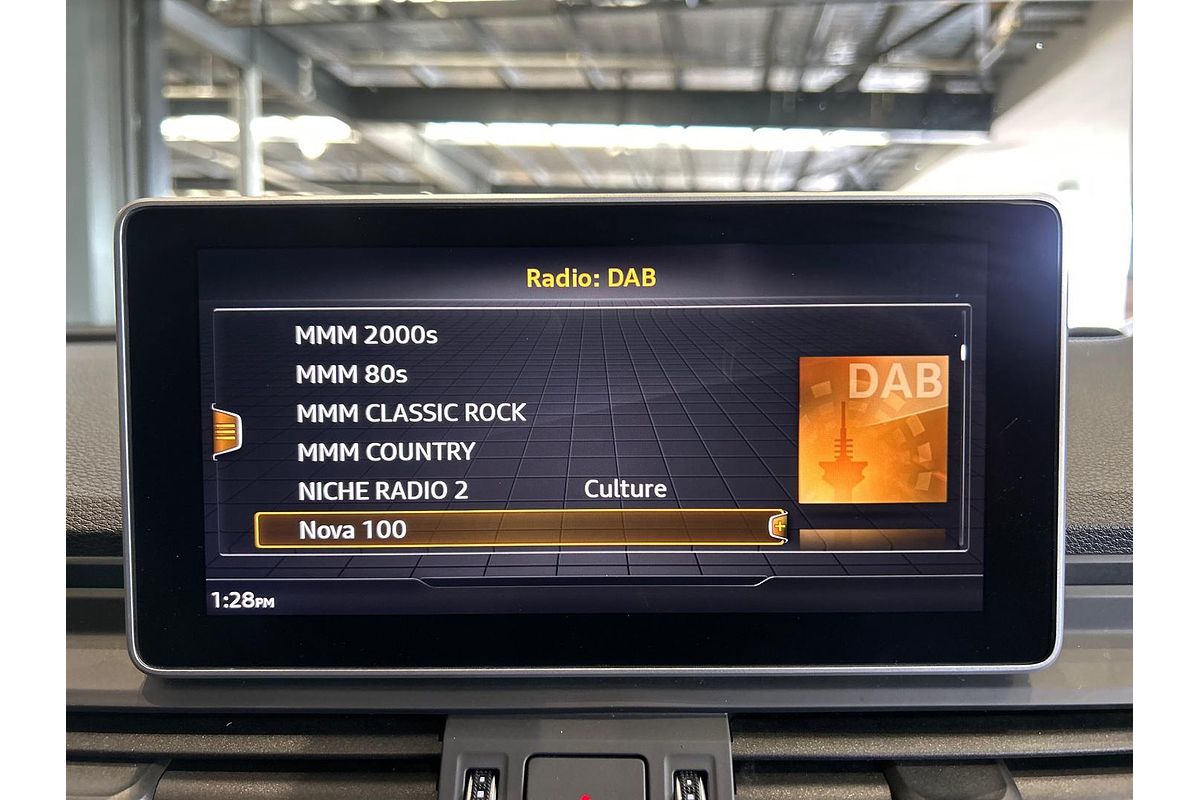 Radio: DAB
MMM 2000s
MMM 80s
MMM CLASSIC ROCK
MMM COUNTRY
NICHE RADIO 2 Culture
Nova 100
DAB
1:28PM